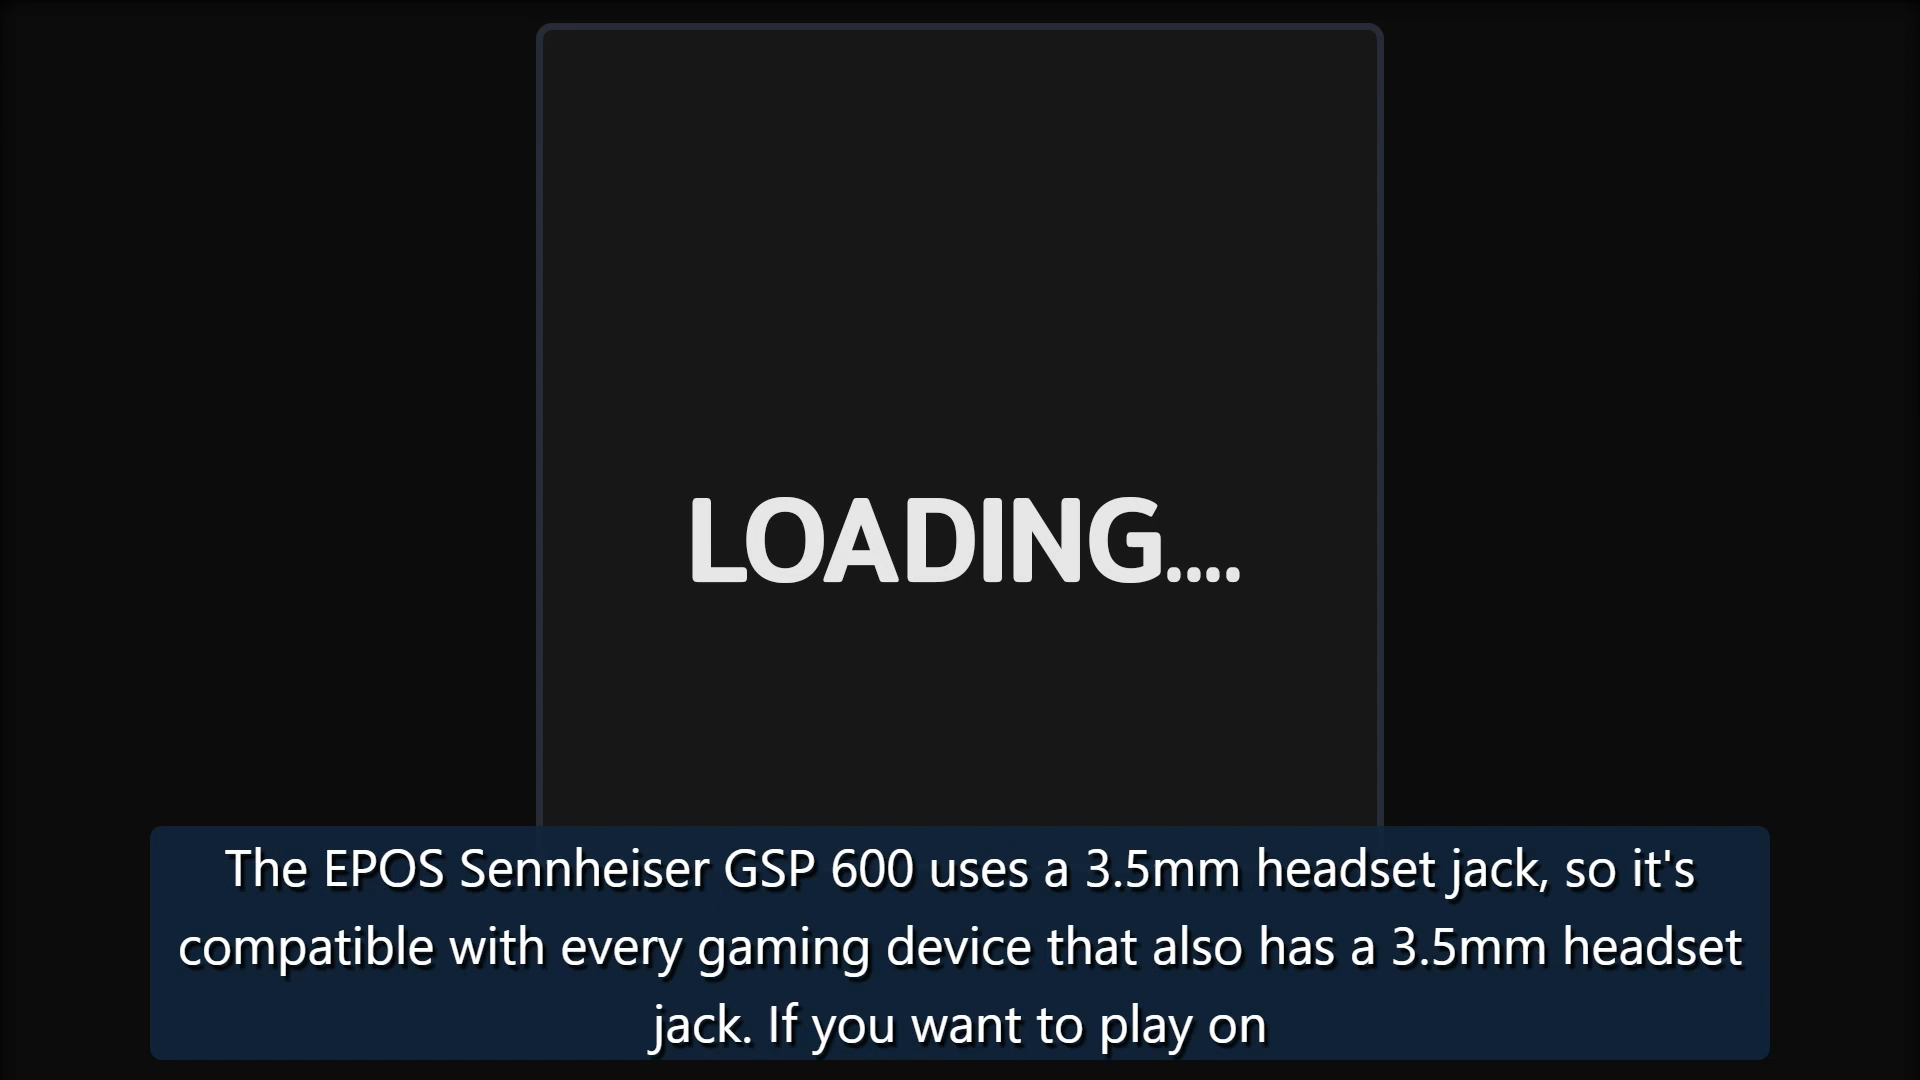 LOADING....
The EPOS Sennheiser GSP 600 uses a 3.5mm headset jack, so it's
compatible with every gaming device that also has a 3.5mm headset
jack. If you want to play on